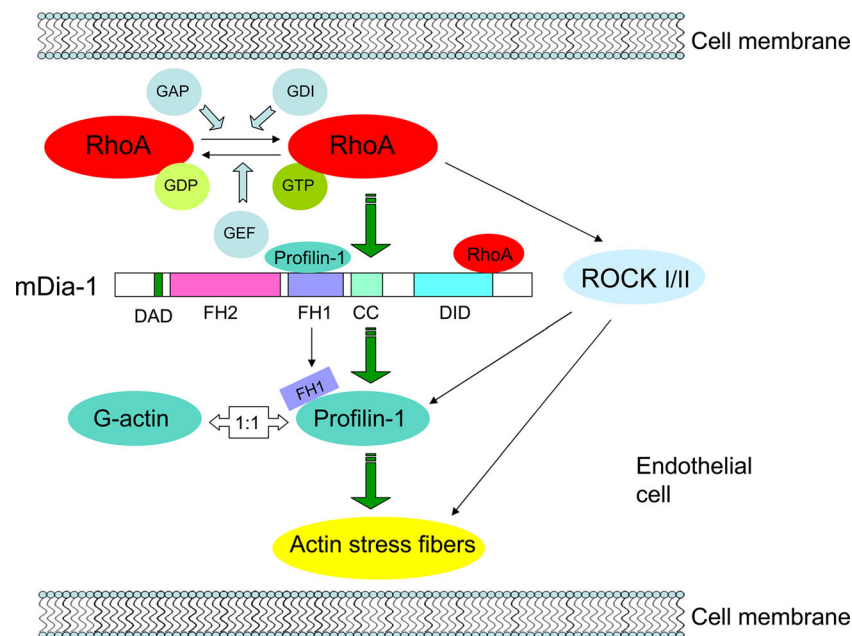 Cell membrane
GAP
GDI
RhoA
RhoA
GDP
GTP
GEF
Profilin-1
RhoA
mDia-1
ROCK I/II
DAD
FH2
FH1
CC
DID
FH1
G-actin
1:1
Profilin-1
Endothelial
cell
Actin stress fibers
Cell membrane